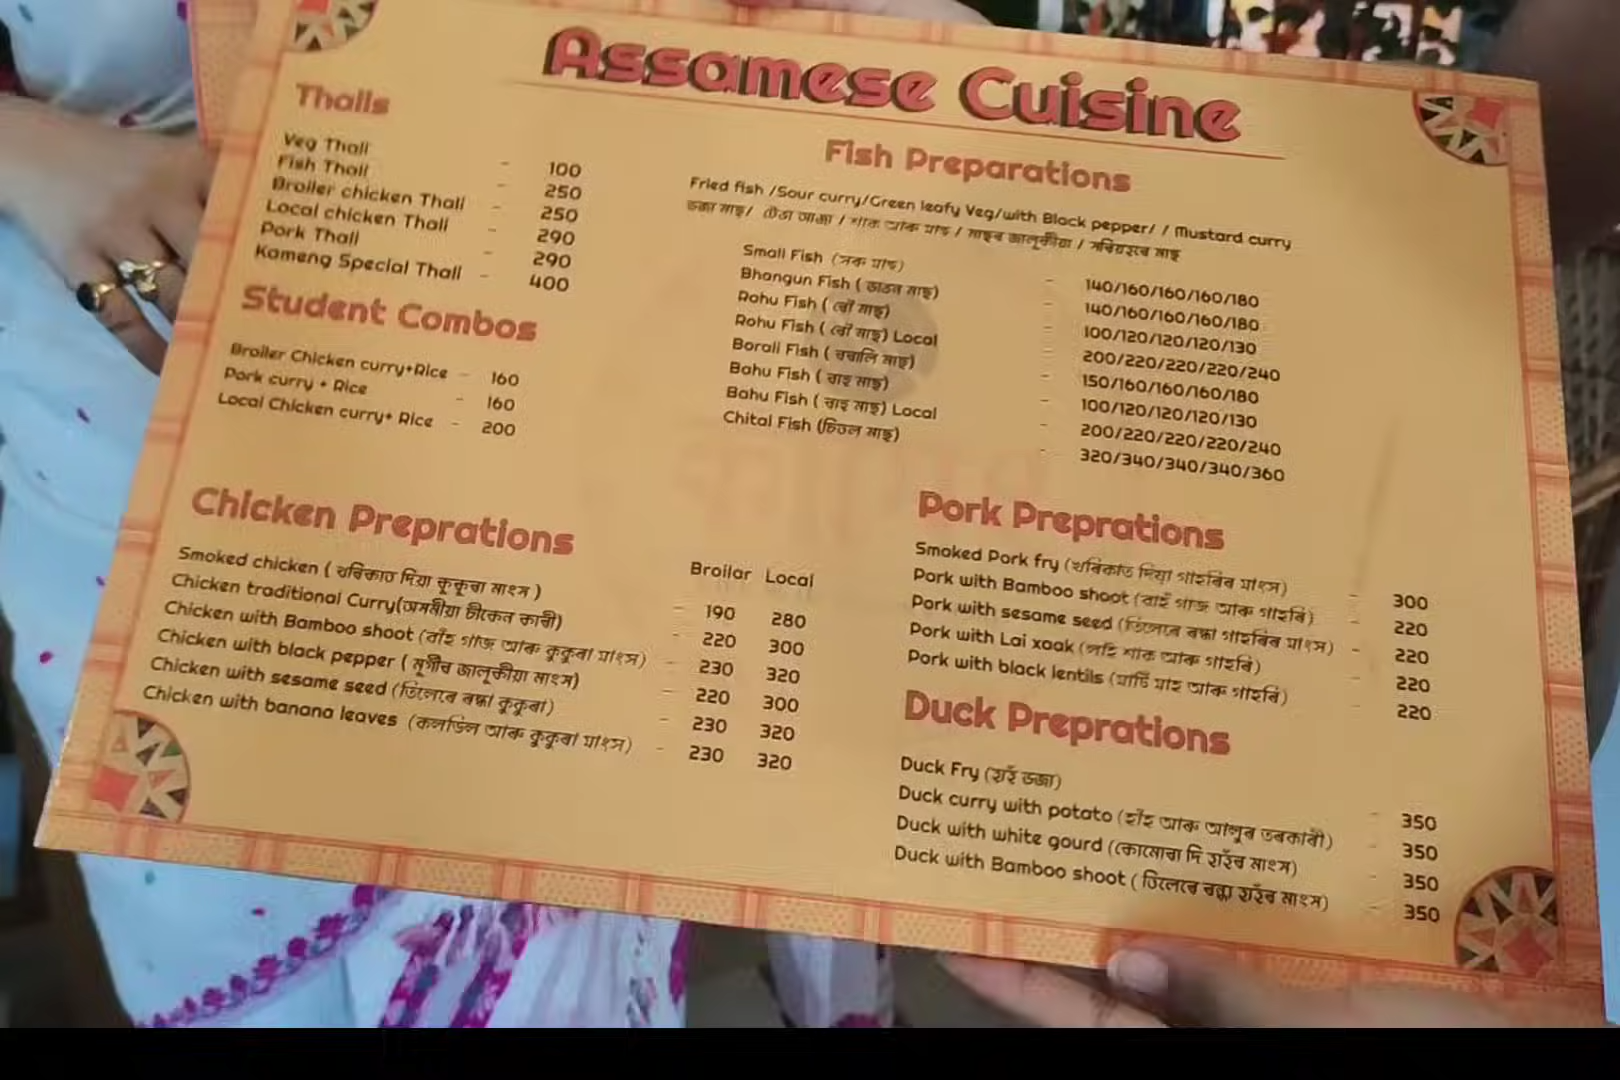 Assamese Cuisine
Thalis
Veg Thali - 100
Fish Thali - 250
Broiler chicken Thali - 250
Local chicken Thali - 290
Pork Thali - 290
Kameng Special Thali - 400
Student Combos
Broiler Chicken curry+Rice - 160
Pork curry + Rice - 160
Local Chicken curry+ Rice - 200
Fish Preparations
Fried fish /Sour curry/Green leafy Veg/with Black pepper/ / Mustard curry
ভজা মাছ/ টেঙা আঞ্জা / শাক আৰু মাছ / মাছৰ জালুকীয়া / সৰিয়হৰে মাছ
Small Fish (সৰু মাছ) - 140/160/160/160/180
Bhangun Fish ( ভাঙন মাছ) - 140/160/160/160/180
Rohu Fish ( ৰৌ মাছ) - 100/120/120/120/130
Rohu Fish ( ৰৌ মাছ) Local - 200/220/220/220/240
Borali Fish ( বৰালি মাছ) - 150/160/160/160/180
Bahu Fish ( বাহু মাছ) - 100/120/120/120/130
Bahu Fish ( বাহু মাছ) Local - 200/220/220/220/240
Chital Fish (চিতল মাছ) - 320/340/340/340/360
Chicken Preprations
Broilar Local
Smoked chicken ( খৰিকাত দিয়া কুকুৰা মাংস ) - 190 280
Chicken traditional Curry(অসমীয়া চিকেন কাৰী) - 220 300
Chicken with Bamboo shoot (বাঁহ গাজ আৰু কুকুৰা মাংস) - 230 320
Chicken with black pepper ( মূৰ্গীৰ জালুকীয়া মাংস) - 220 300
Chicken with sesame seed (তিলেৰে ৰন্ধা কুকুৰা) - 230 320
Chicken with banana leaves (কলডিল আৰু কুকুৰা মাংস) - 230 320
Pork Preprations
Smoked Pork fry (খৰিকাত দিয়া গাহৰিৰ মাংস) - 300
Pork with Bamboo shoot (বাহঁ গাজ আৰু গাহৰি) - 220
Pork with sesame seed (তিলেৰে ৰন্ধা গাহৰিৰ মাংস) - 220
Pork with Lai xaak (লাই শাক আৰু গাহৰি) - 220
Pork with black lentils (মাটি মাহ আৰু গাহৰি) - 220
Duck Preprations
Duck Fry (হাহঁ ভজা) - 350
Duck curry with potato (হাঁহ আৰু আলুৰ তৰকাৰী) - 350
Duck with white gourd (কোমোৰা দি হাহঁৰ মাংস) - 350
Duck with Bamboo shoot ( তিলেৰে ৰন্ধা হাহঁৰ মাংস) - 350